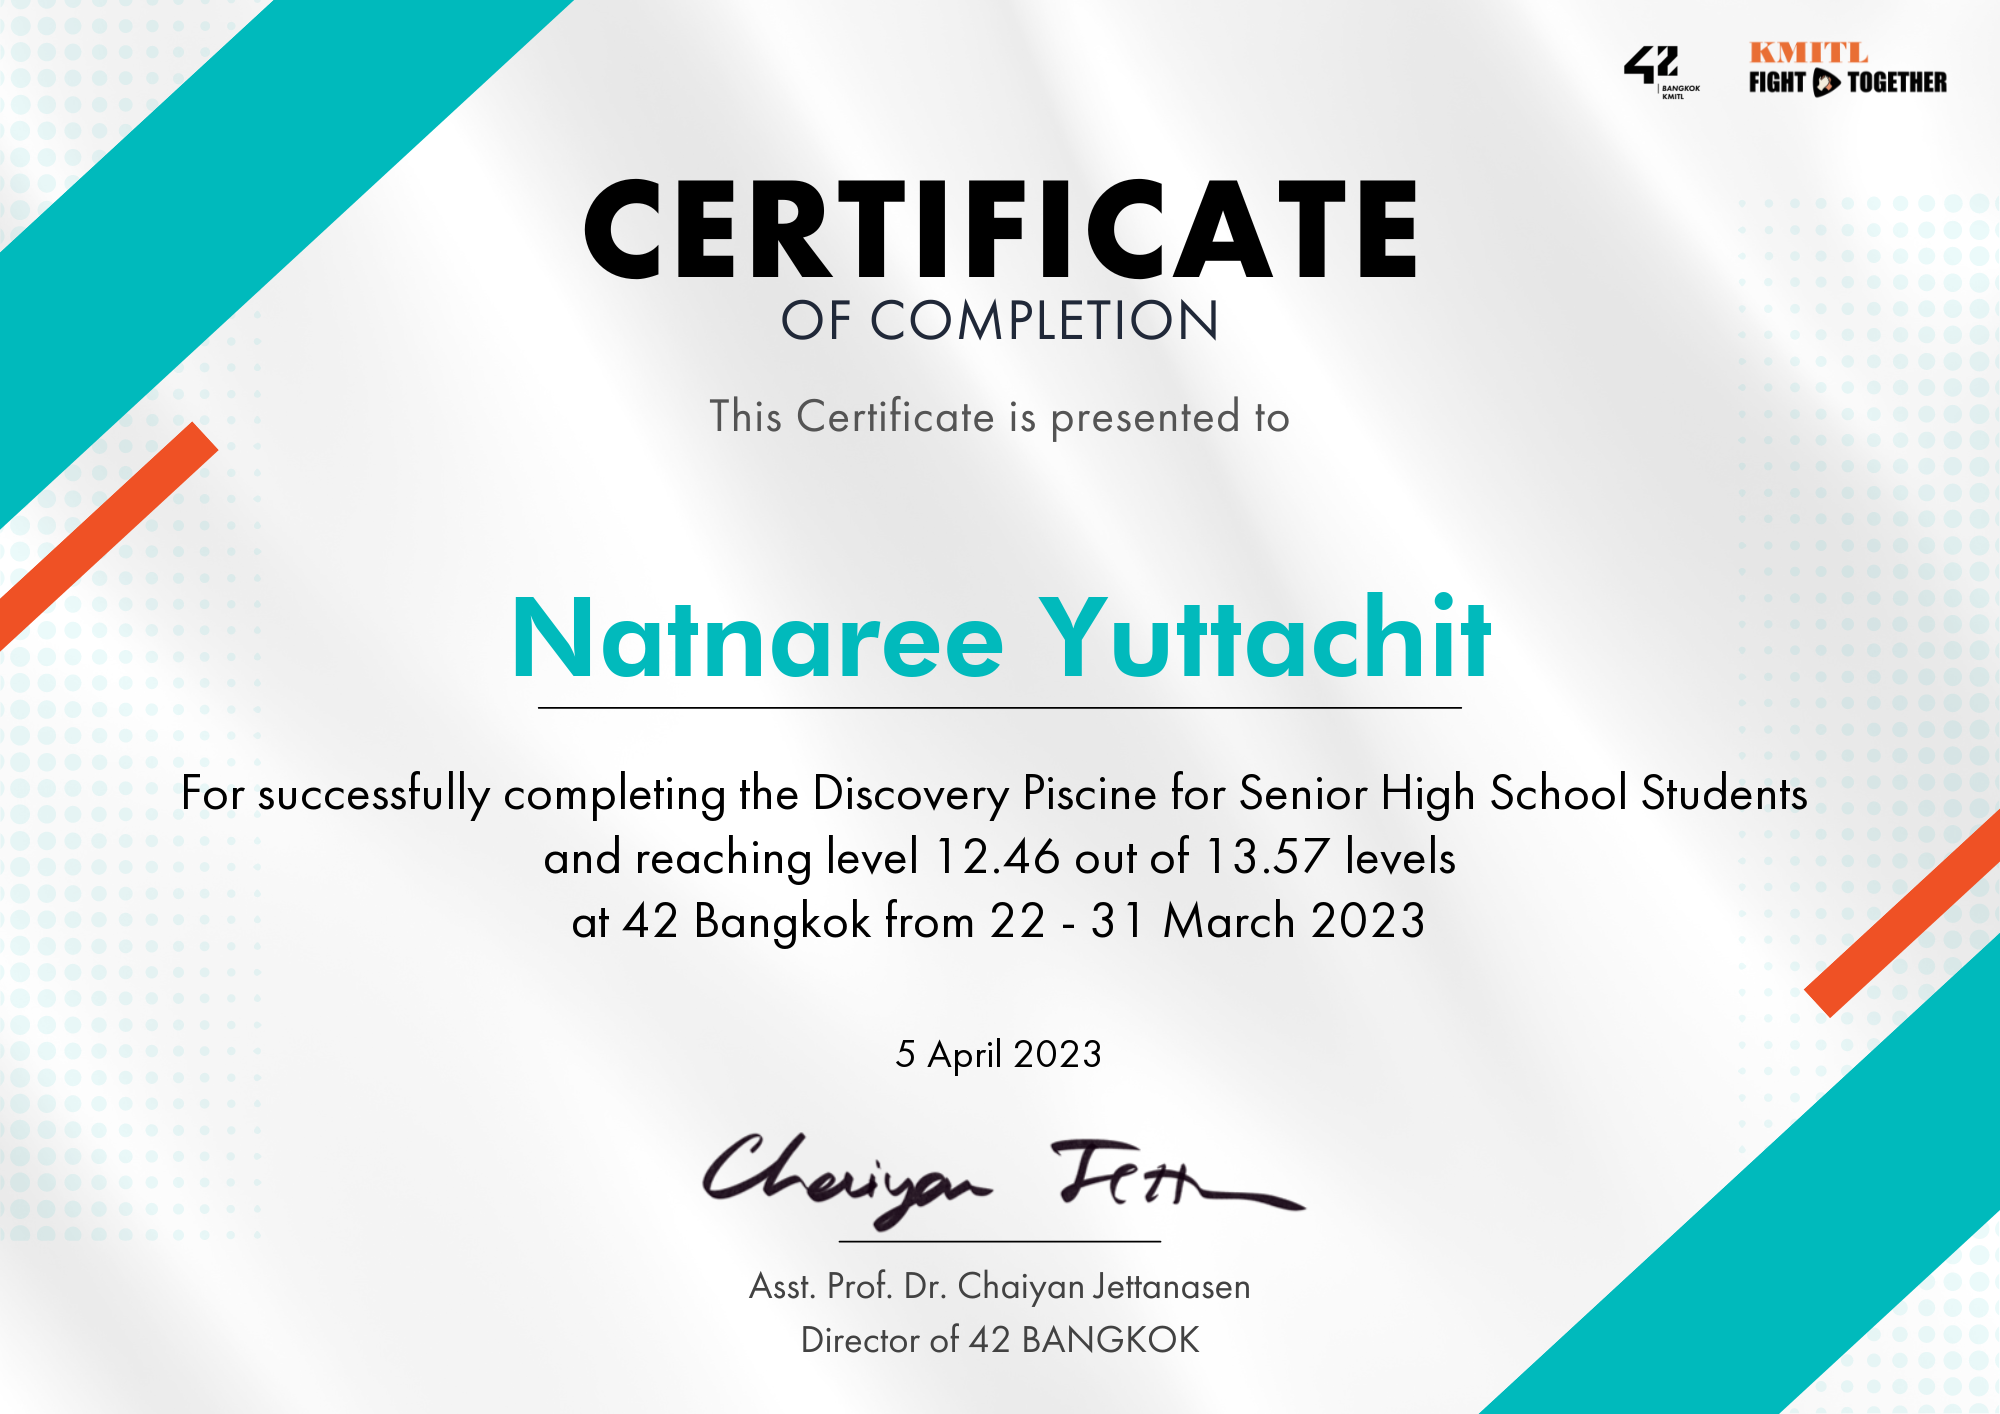 42
BANGKOK
KMITL
KMITL
FIGHT TOGETHER
CERTIFICATE
OF COMPLETION
This Certificate is presented to
Natnaree Yuttachit
For successfully completing the Discovery Piscine for Senior High School Students
and reaching level 12.46 out of 13.57 levels
at 42 Bangkok from 22 - 31 March 2023
5 April 2023
Chaiyan Jett
Asst. Prof. Dr. Chaiyan Jettanasen
Director of 42 BANGKOK